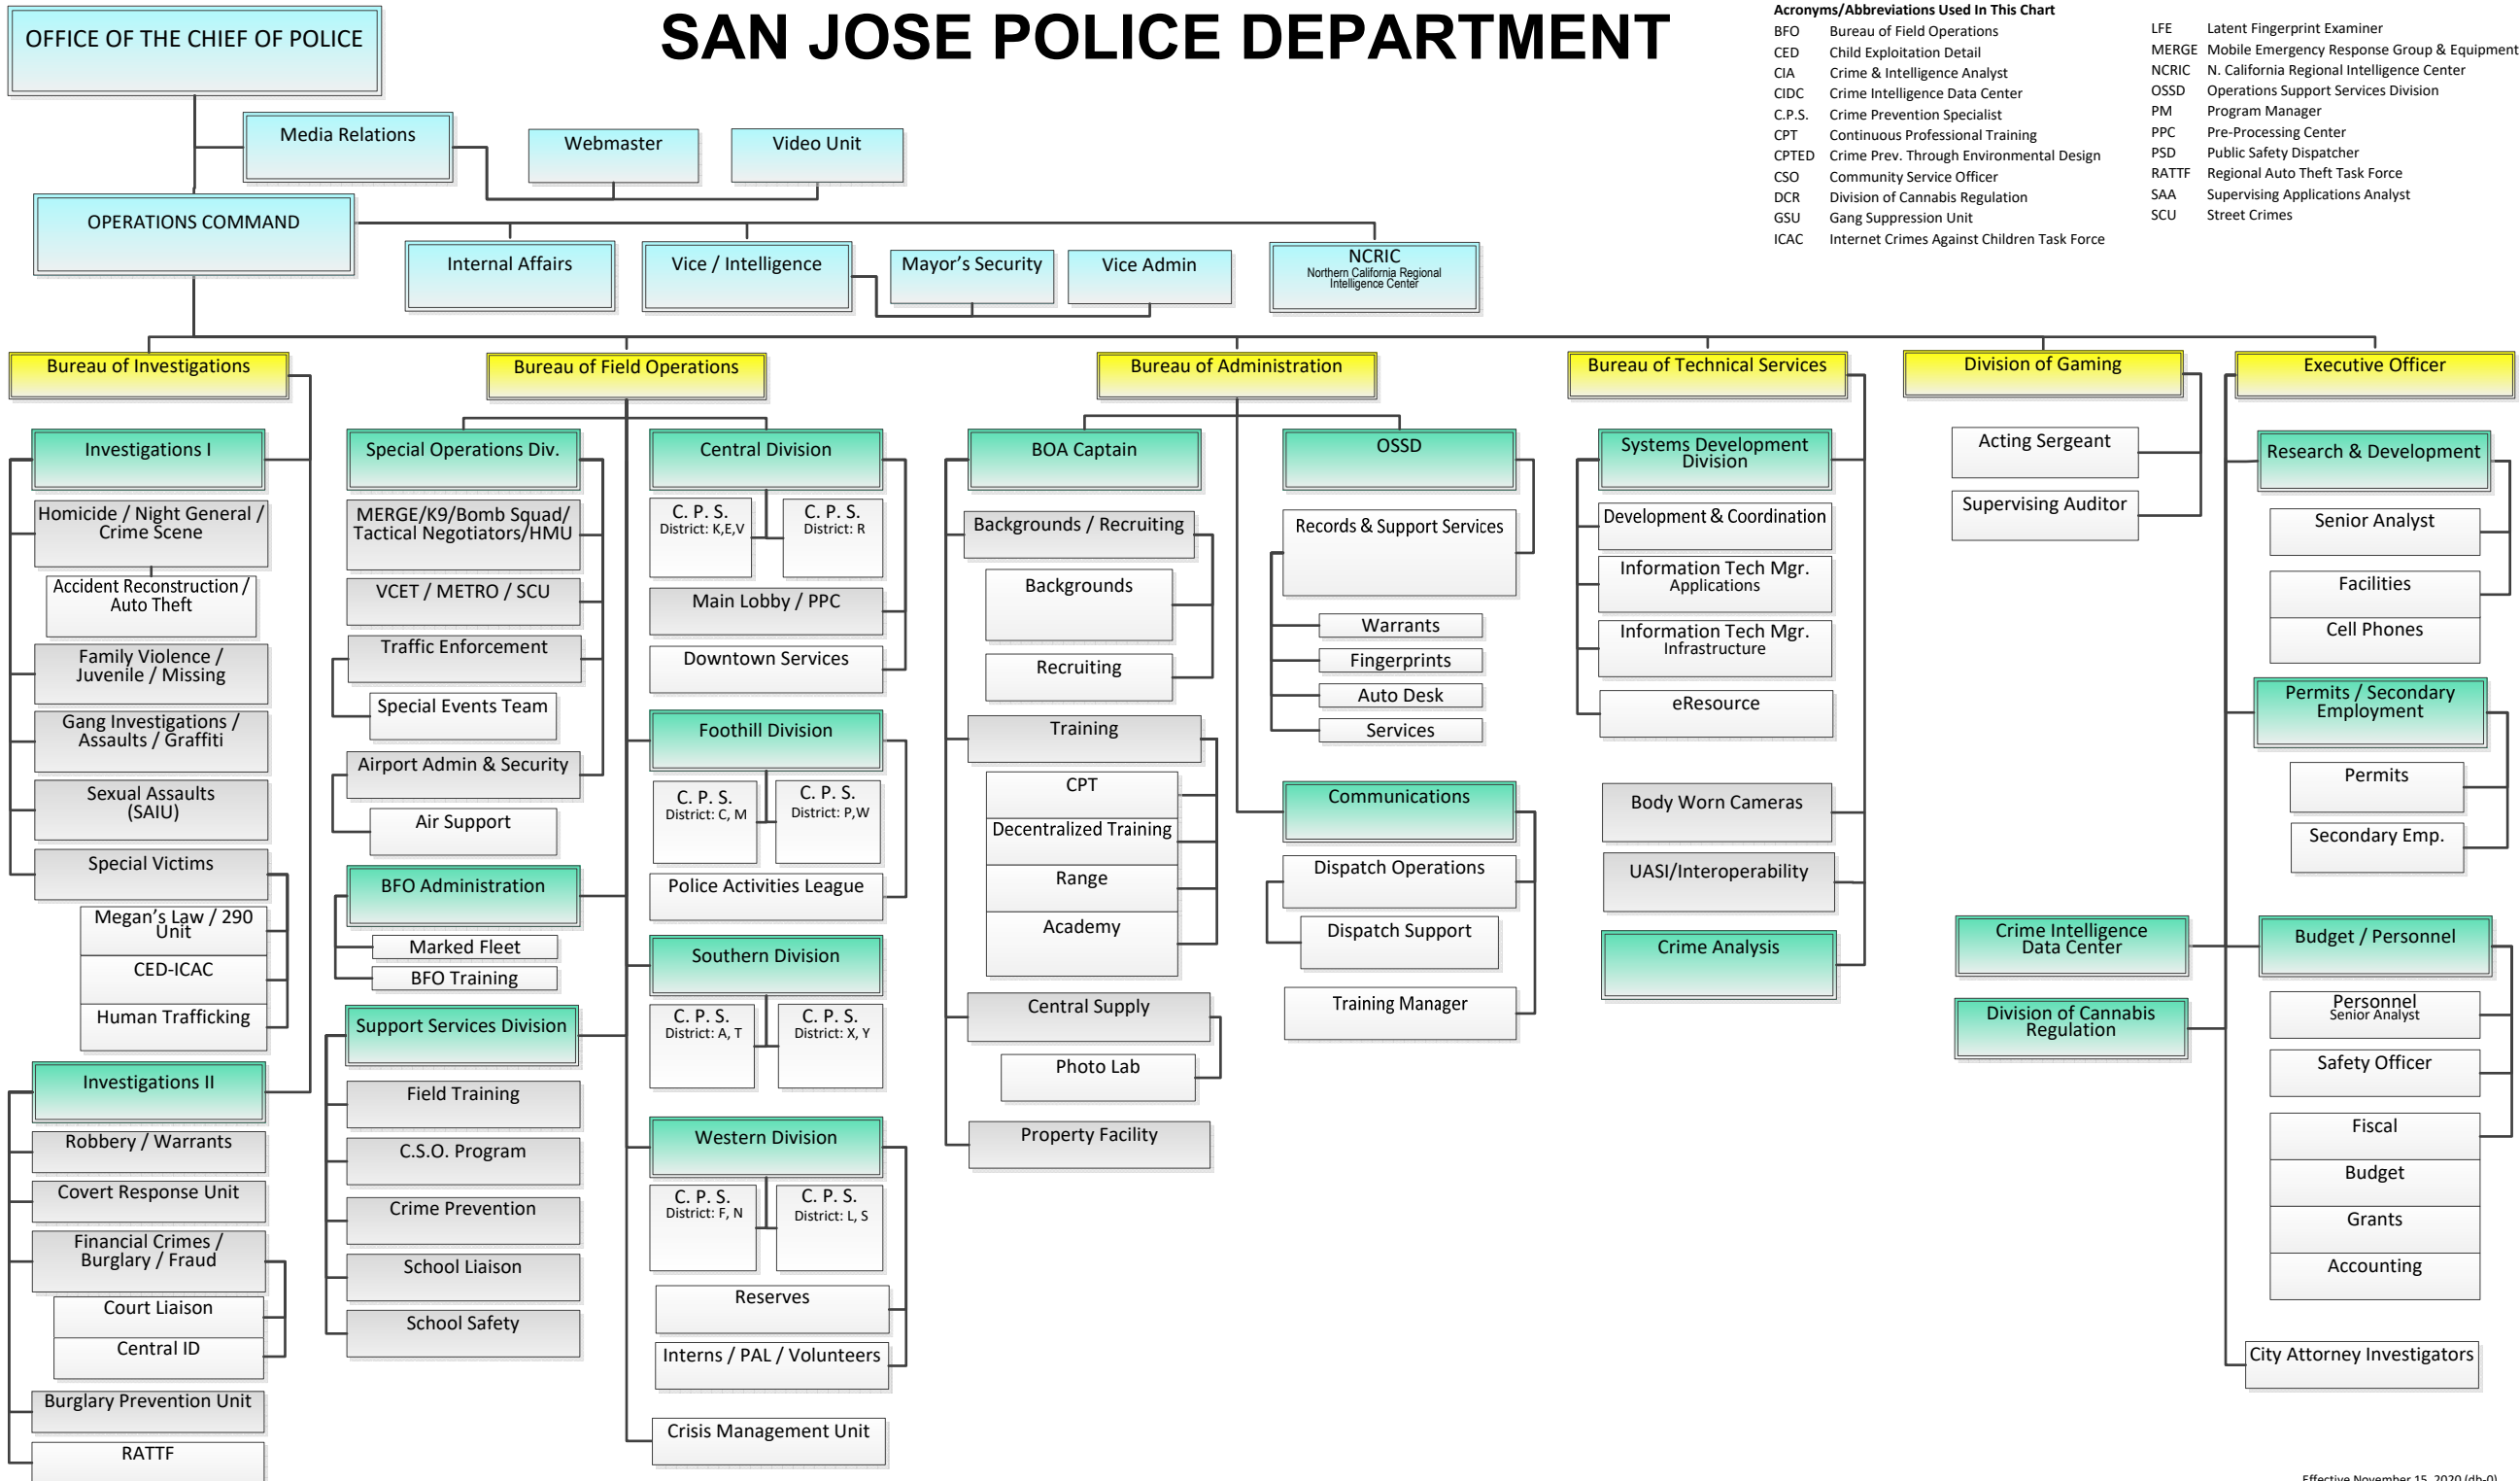 SAN JOSE POLICE DEPARTMENT
Acronyms/Abbreviations Used In This Chart
BFO Bureau of Field Operations
CED Child Exploitation Detail
CIA Crime & Intelligence Analyst
CIDC Crime Intelligence Data Center
C.P.S. Crime Prevention Specialist
CPT Continuous Professional Training
CPTED Crime Prev. Through Environmental Design
CSO Community Service Officer
DCR Division of Cannabis Regulation
GSU Gang Suppression Unit
ICAC Internet Crimes Against Children Task Force
LFE Latent Fingerprint Examiner
MERGE Mobile Emergency Response Group & Equipment
NCRIC N. California Regional Intelligence Center
OSSD Operations Support Services Division
PM Program Manager
PPC Pre-Processing Center
PSD Public Safety Dispatcher
RATTF Regional Auto Theft Task Force
SAA Supervising Applications Analyst
SCU Street Crimes
OFFICE OF THE CHIEF OF POLICE
Media Relations
Webmaster
Video Unit
OPERATIONS COMMAND
Internal Affairs
Vice / Intelligence
Mayor's Security
Vice Admin
NCRIC
Northern California Regional
Intelligence Center
Bureau of Investigations
Investigations I
Homicide / Night General /
Crime Scene
Accident Reconstruction /
Auto Theft
Family Violence /
Juvenile / Missing
Gang Investigations /
Assaults / Graffiti
Sexual Assaults
(SAIU)
Special Victims
Megan's Law / 290
Unit
CED-ICAC
Human Trafficking
Investigations II
Robbery / Warrants
Covert Response Unit
Financial Crimes /
Burglary / Fraud
Court Liaison
Central ID
Burglary Prevention Unit
RATTF
Bureau of Field Operations
Special Operations Div.
MERGE/K9/Bomb Squad/
Tactical Negotiators/HMU
VCET / METRO / SCU
Traffic Enforcement
Special Events Team
Airport Admin & Security
Air Support
BFO Administration
Marked Fleet
BFO Training
Support Services Division
Field Training
C.S.O. Program
Crime Prevention
School Liaison
School Safety
Central Division
C. P. S.
District: K,E,V
C. P. S.
District: R
Main Lobby / PPC
Downtown Services
Foothill Division
C. P. S.
District: C, M
C. P. S.
District: P,W
Police Activities League
Southern Division
C. P. S.
District: A, T
C. P. S.
District: X, Y
Western Division
C. P. S.
District: F, N
C. P. S.
District: L, S
Reserves
Interns / PAL / Volunteers
Crisis Management Unit
Bureau of Administration
BOA Captain
Backgrounds / Recruiting
Backgrounds
Recruiting
Training
CPT
Decentralized Training
Range
Academy
Central Supply
Photo Lab
Property Facility
OSSD
Records & Support Services
Warrants
Fingerprints
Auto Desk
Services
Communications
Dispatch Operations
Dispatch Support
Training Manager
Bureau of Technical Services
Systems Development
Division
Development & Coordination
Information Tech Mgr.
Applications
Information Tech Mgr.
Infrastructure
eResource
Body Worn Cameras
UASI/Interoperability
Crime Analysis
Division of Gaming
Acting Sergeant
Supervising Auditor
Executive Officer
Research & Development
Senior Analyst
Facilities
Cell Phones
Permits / Secondary
Employment
Permits
Secondary Emp.
Crime Intelligence
Data Center
Division of Cannabis
Regulation
Budget / Personnel
Personnel
Senior Analyst
Safety Officer
Fiscal
Budget
Grants
Accounting
City Attorney Investigators
Effective November 15, 2020 (db-0)